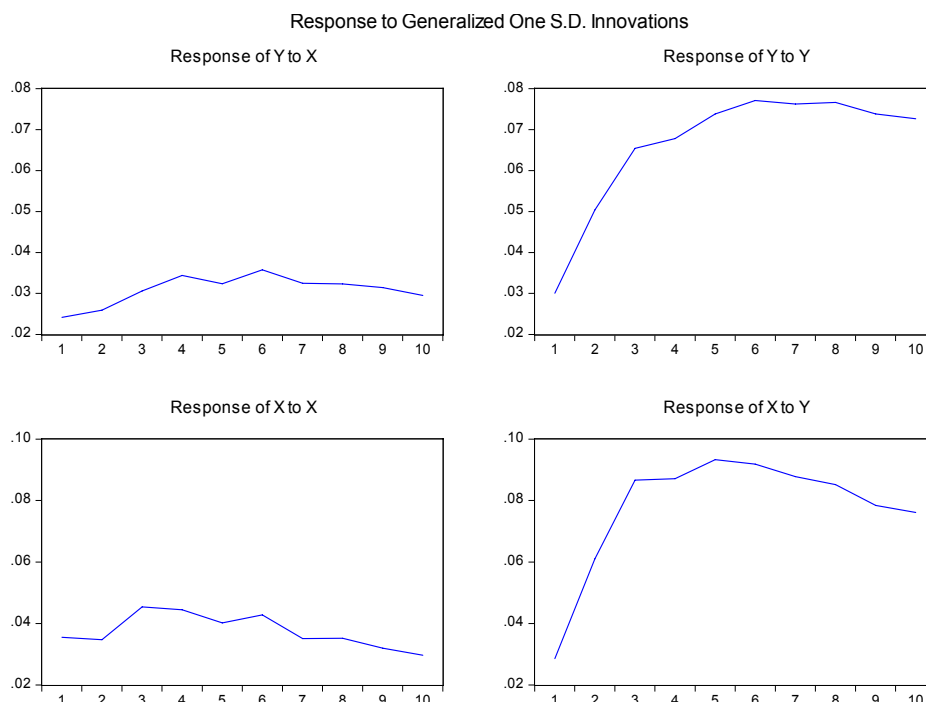 Response to Generalized One S.D. Innovations
Response of Y to X
.08
.07
.06
.05
.04
.03
.02
1 2 3 4 5 6 7 8 9 10
Response of Y to Y
.08
.07
.06
.05
.04
.03
.02
1 2 3 4 5 6 7 8 9 10
Response of X to X
.10
.08
.06
.04
.02
1 2 3 4 5 6 7 8 9 10
Response of X to Y
.10
.08
.06
.04
.02
1 2 3 4 5 6 7 8 9 10